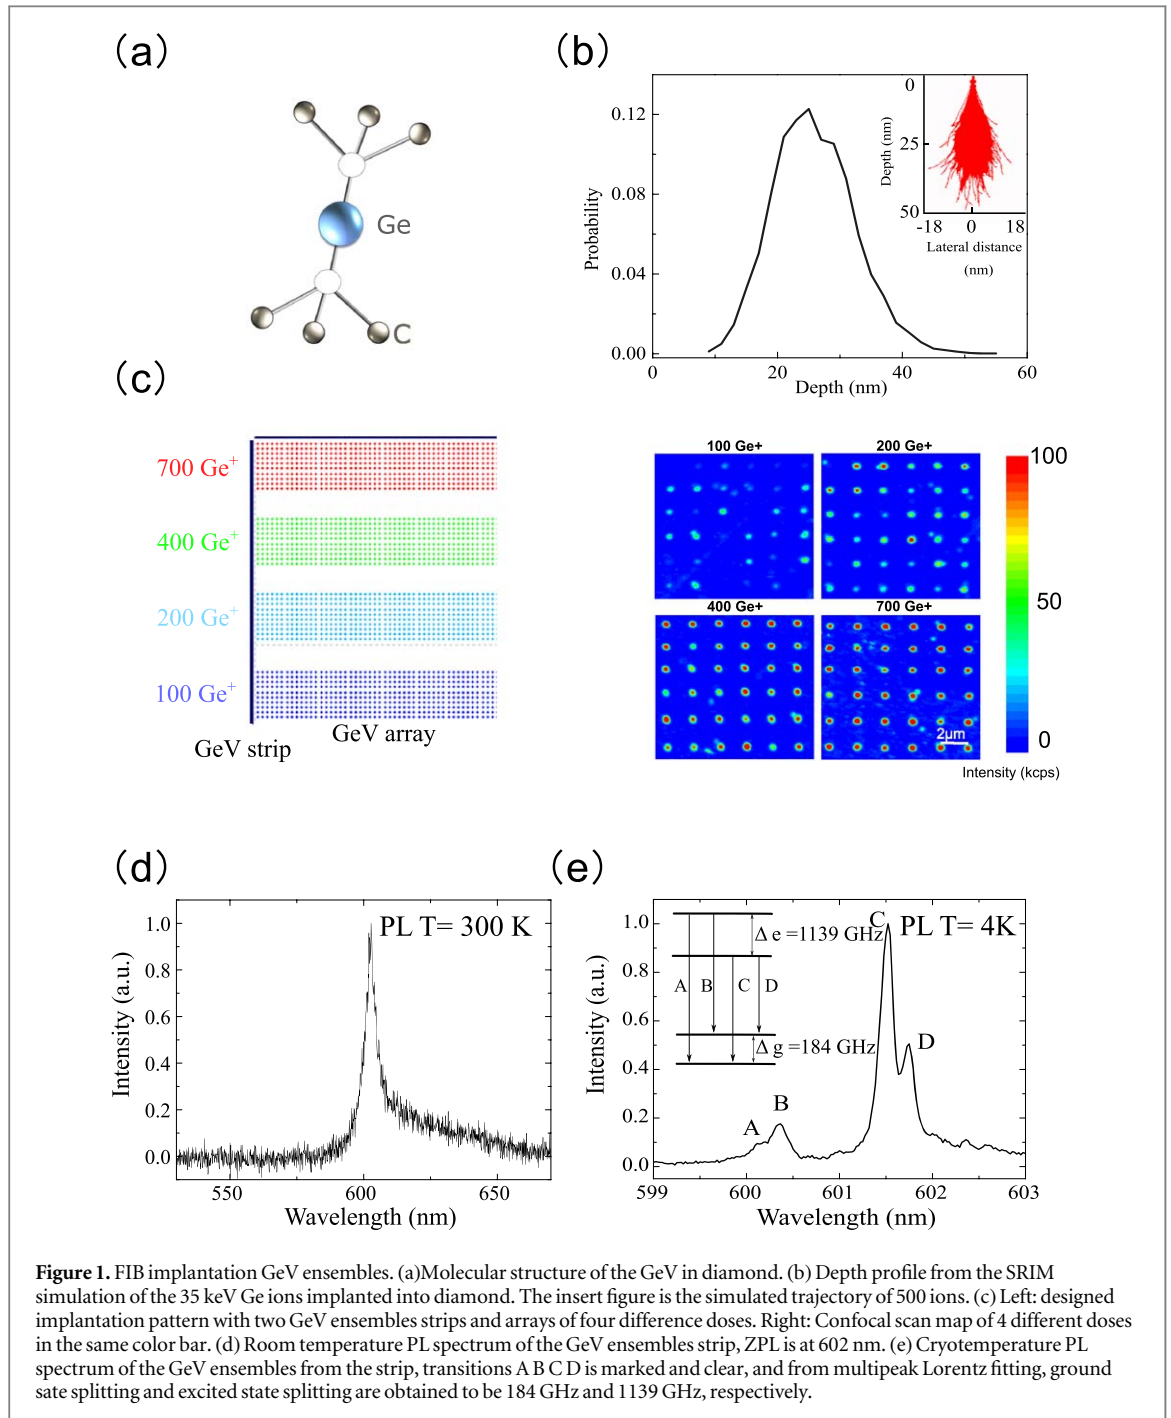 (a)
Ge
C
(b)
0.12
0.08
0.04
0.00
Probability
0
20
40
60
Depth (nm)
0
25
50
Depth (nm)
-18
0
18
Lateral distance
(nm)
(c)
700 Ge+
400 Ge+
200 Ge+
100 Ge+
GeV strip
GeV array
100 Ge+
200 Ge+
400 Ge+
700 Ge+
2μm
100
50
0
Intensity (kcps)
(d)
PL T= 300 K
1.0
0.8
0.6
0.4
0.2
0.0
Intensity (a.u.)
550
600
650
Wavelength (nm)
(e)
PL T= 4K
1.0
0.8
0.6
0.4
0.2
0.0
Intensity (a.u.)
Δ e =1139 GHz
A
B
C
D
Δ g =184 GHz
A
B
C
D
599
600
601
602
603
Wavelength (nm)
Figure 1. FIB implantation GeV ensembles. (a)Molecular structure of the GeV in diamond. (b) Depth profile from the SRIM
simulation of the 35 keV Ge ions implanted into diamond. The insert figure is the simulated trajectory of 500 ions. (c) Left: designed
implantation pattern with two GeV ensembles strips and arrays of four difference doses. Right: Confocal scan map of 4 different doses
in the same color bar. (d) Room temperature PL spectrum of the GeV ensembles strip, ZPL is at 602 nm. (e) Cryotemperature PL
spectrum of the GeV ensembles from the strip, transitions A B C D is marked and clear, and from multipeak Lorentz fitting, ground
sate splitting and excited state splitting are obtained to be 184 GHz and 1139 GHz, respectively.